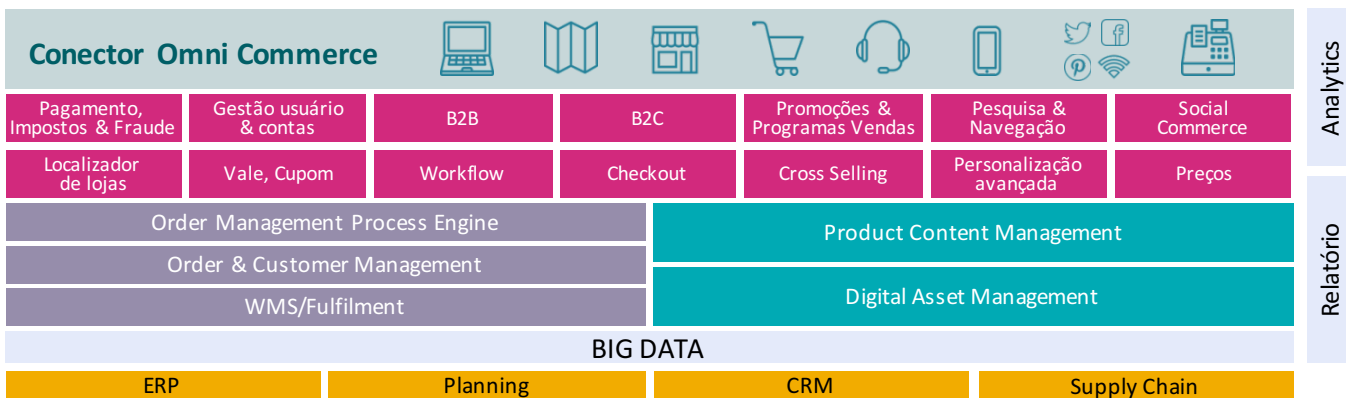 Conector Omni Commerce
Pagamento,
Impostos & Fraude
Gestão usuário
& contas
B2B
B2C
Promoções &
Programas Vendas
Pesquisa &
Navegação
Social
Commerce
Localizador
de lojas
Vale, Cupom
Workflow
Checkout
Cross Selling
Personalização
avançada
Preços
Order Management Process Engine
Order & Customer Management
WMS/Fulfilment
Product Content Management
Digital Asset Management
BIG DATA
ERP
Planning
CRM
Supply Chain
Analytics
Relatório